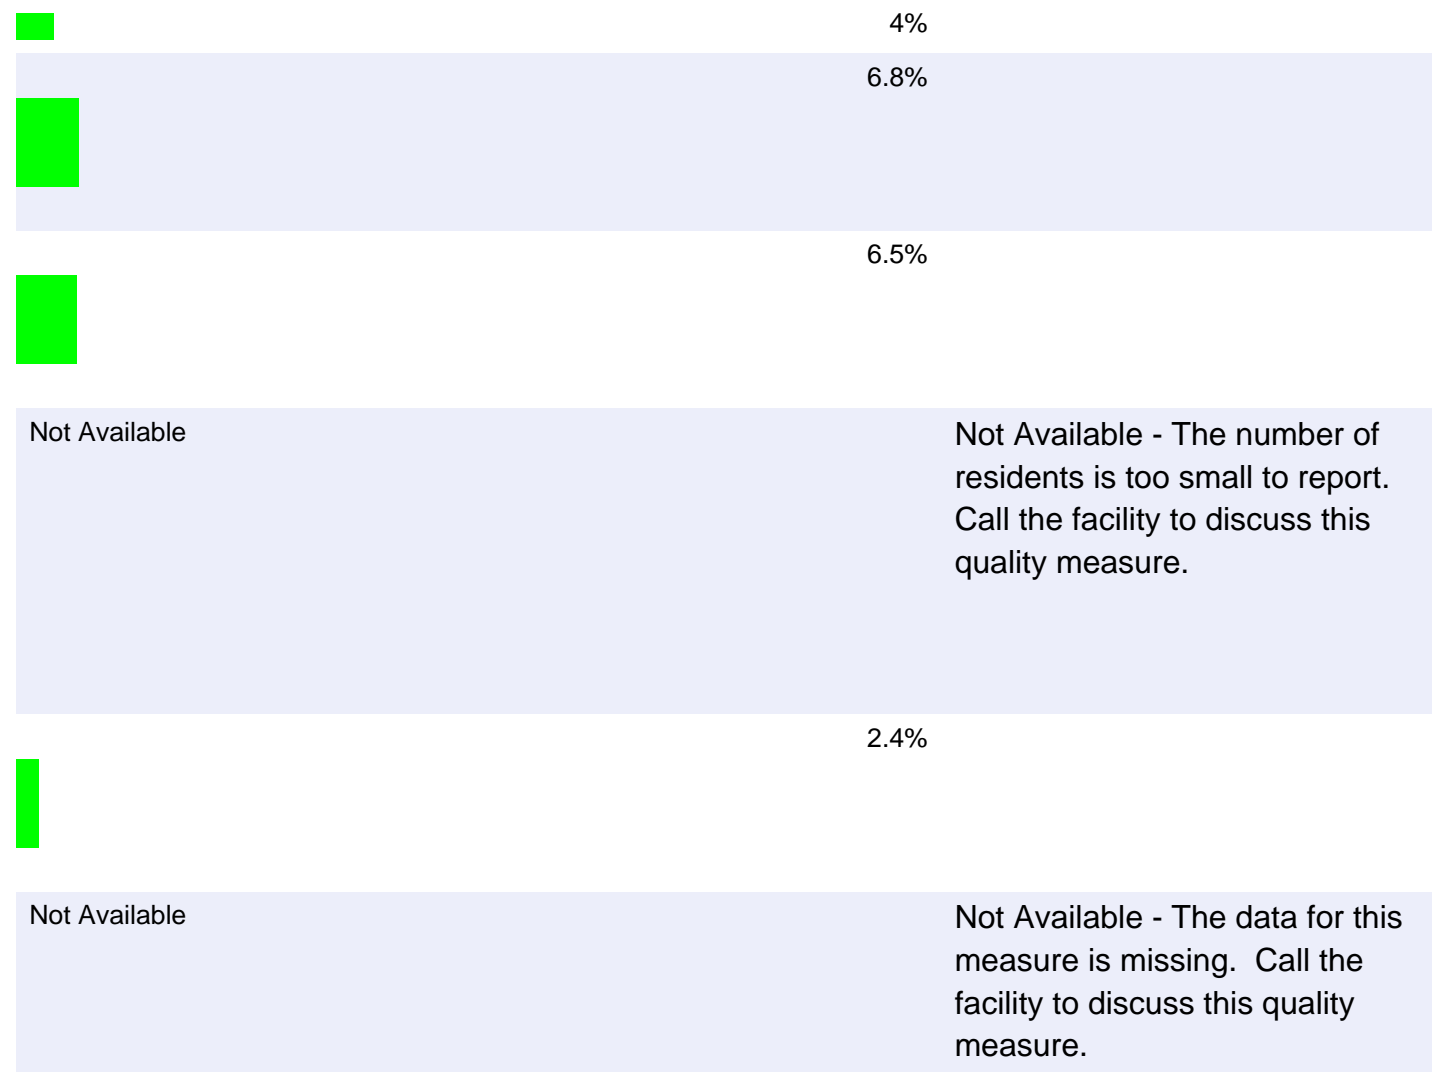 4%
6.8%
6.5%
Not Available
Not Available - The number of
residents is too small to report.
Call the facility to discuss this
quality measure.
2.4%
Not Available
Not Available - The data for this
measure is missing.  Call the
facility to discuss this quality
measure.